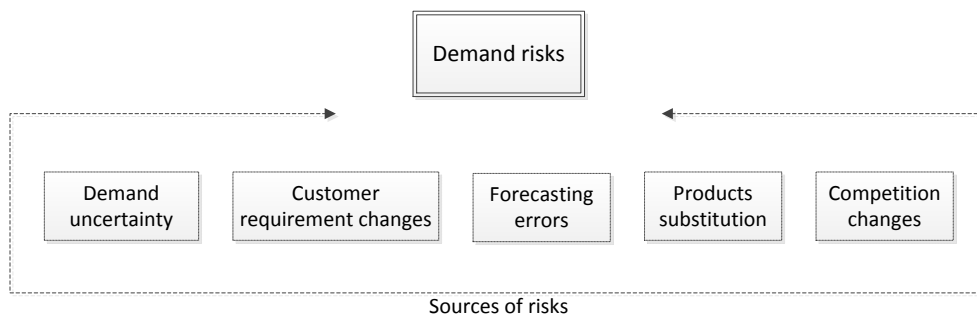 Demand risks
Demand
uncertainty
Customer
requirement changes
Forecasting
errors
Products
substitution
Competition
changes
Sources of risks